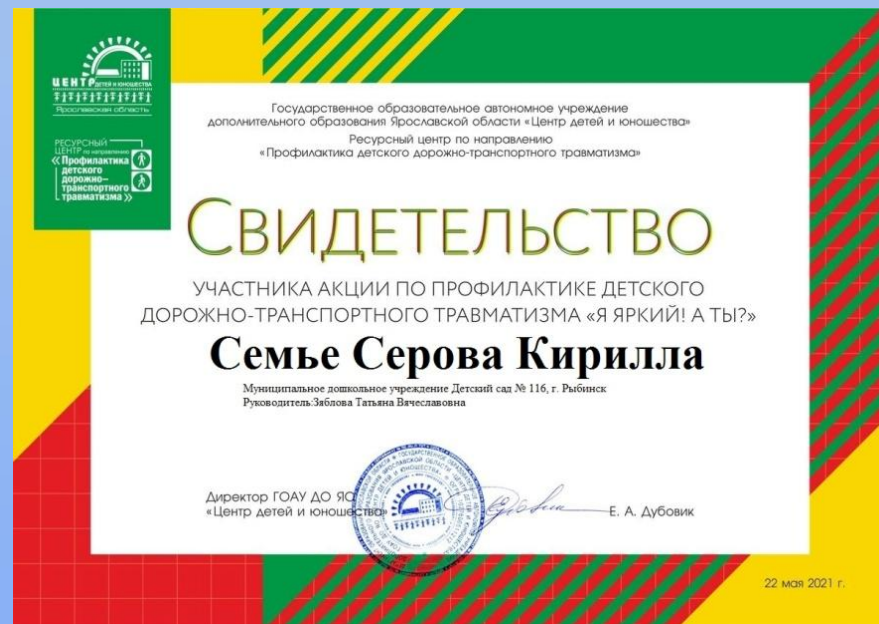 ЦЕНТР
ДЕТЕЙ И ЮНОШЕСТВА
Ярославская область
РЕСУРСНЫЙ
ЦЕНТР по направлению
«Профилактика
детского
дорожно-
транспортного
травматизма»
Государственное образовательное автономное учреждение
дополнительного образования Ярославской области «Центр детей и юношества»
Ресурсный центр по направлению
«Профилактика детского дорожно-транспортного травматизма»
СВИДЕТЕЛЬСТВО
УЧАСТНИКА АКЦИИ ПО ПРОФИЛАКТИКЕ ДЕТСКОГО
ДОРОЖНО-ТРАНСПОРТНОГО ТРАВМАТИЗМА «Я ЯРКИЙ! А ТЫ?»
Семье Серова Кирилла
Муниципальное дошкольное учреждение Детский сад № 116, г. Рыбинск
Руководитель:Зяблова Татьяна Вячеславовна
Директор ГОАУ ДО ЯО
«Центр детей и юношества»
Е. А. Дубовик
22 мая 2021 г.